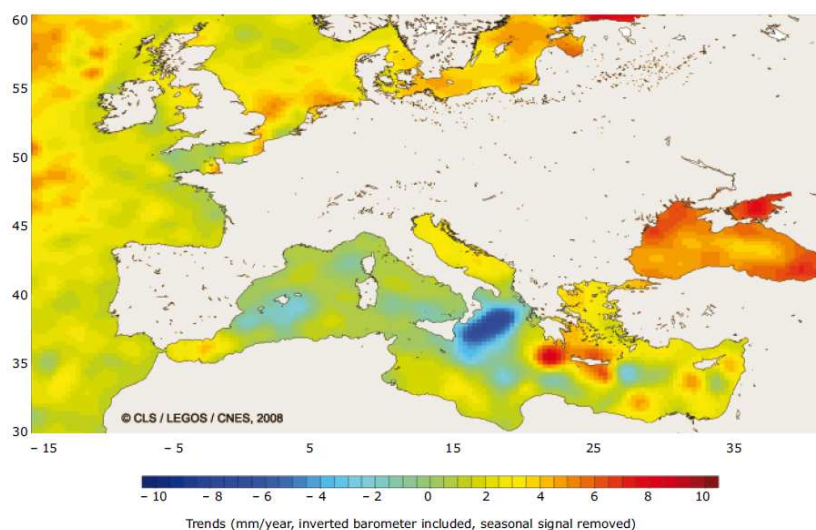 60
55
50
45
40
35
30
© CLS / LEGOS / CNES, 2008
– 15 – 5 5 15 25 35
– 10 – 8 – 6 – 4 – 2 0 2 4 6 8 10
Trends (mm/year, inverted barometer included, seasonal signal removed)